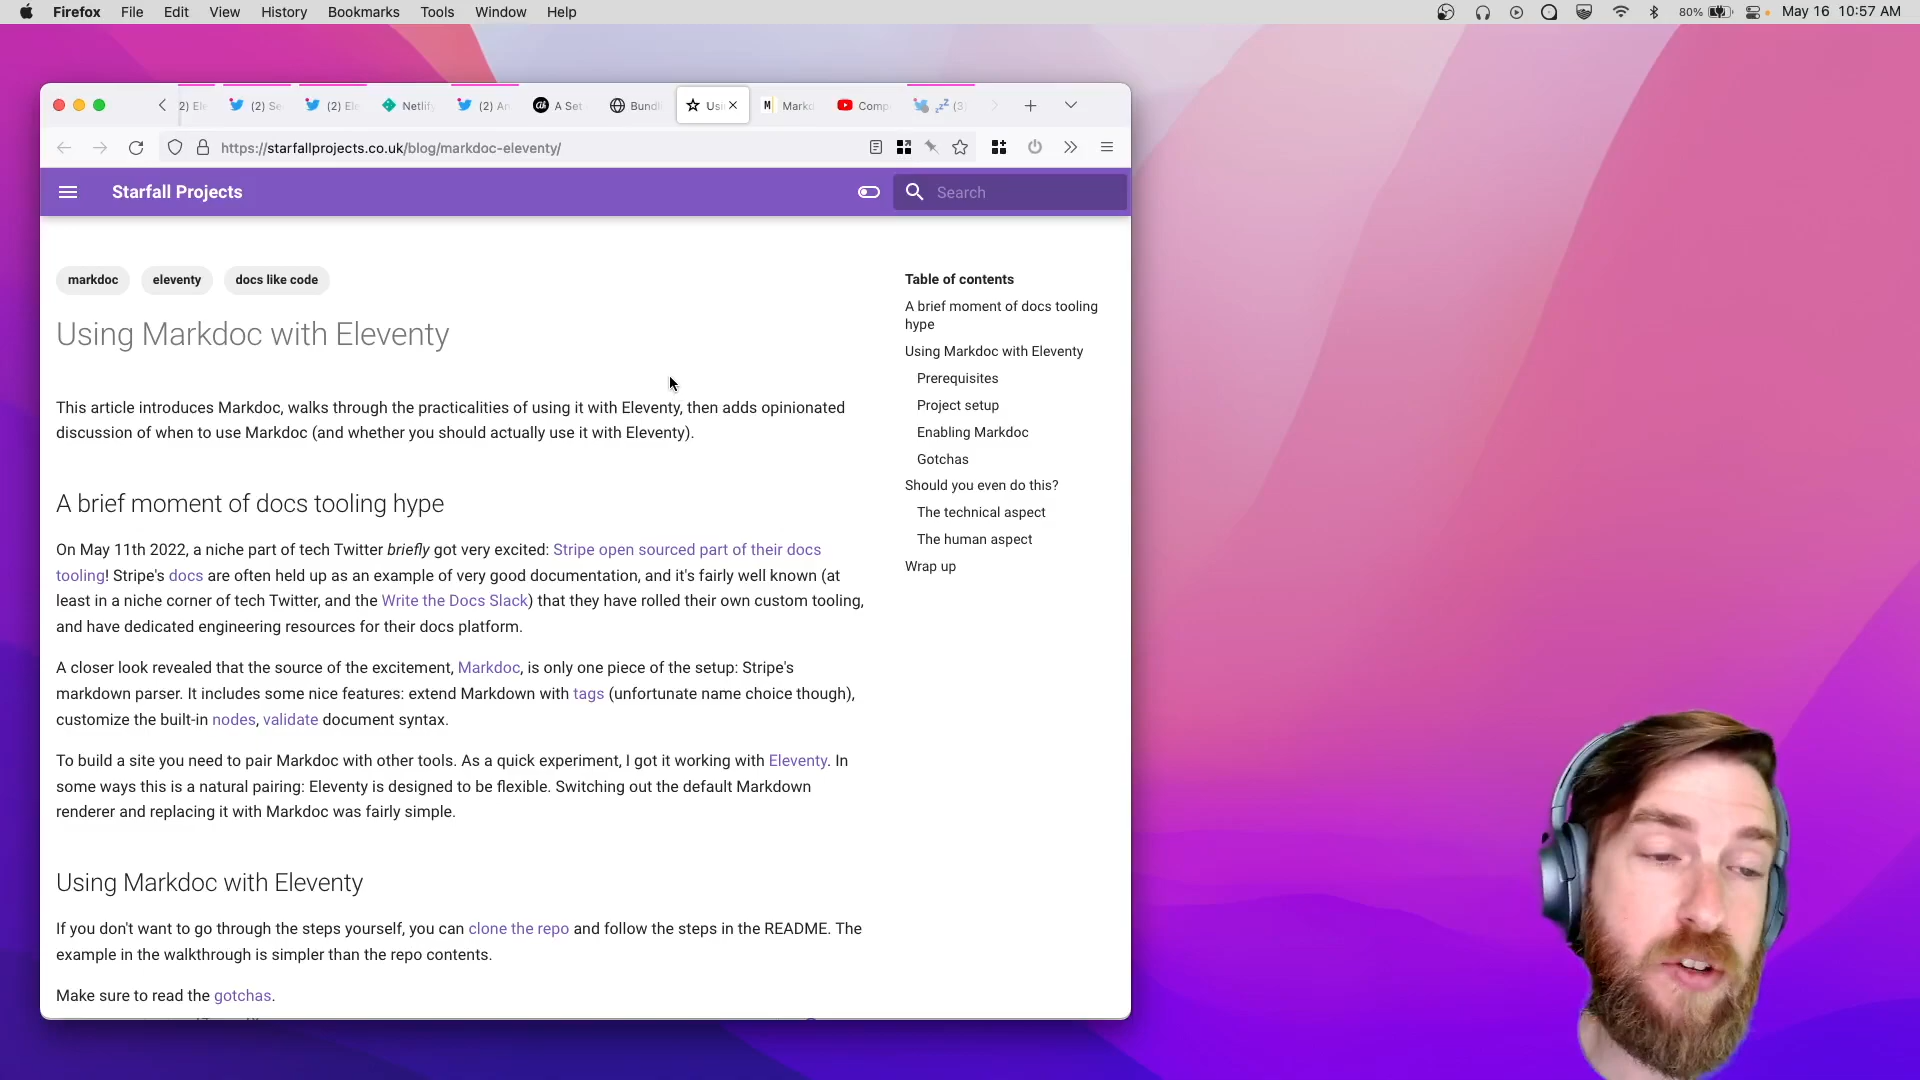 Firefox File Edit View History Bookmarks Tools Window Help 80% May 16 10:57 AM
2) Ele (2) Se (2) Ele Netlify (2) An A Set Bundl Usi Markd Comp (3)
https://starfallprojects.co.uk/blog/markdoc-eleventy/
Starfall Projects Search
markdoc eleventy docs like code
Using Markdoc with Eleventy
This article introduces Markdoc, walks through the practicalities of using it with Eleventy, then adds opinionated
discussion of when to use Markdoc (and whether you should actually use it with Eleventy).
A brief moment of docs tooling hype
On May 11th 2022, a niche part of tech Twitter briefly got very excited: Stripe open sourced part of their docs
tooling! Stripe's docs are often held up as an example of very good documentation, and it's fairly well known (at
least in a niche corner of tech Twitter, and the Write the Docs Slack) that they have rolled their own custom tooling,
and have dedicated engineering resources for their docs platform.
A closer look revealed that the source of the excitement, Markdoc, is only one piece of the setup: Stripe's
markdown parser. It includes some nice features: extend Markdown with tags (unfortunate name choice though),
customize the built-in nodes, validate document syntax.
To build a site you need to pair Markdoc with other tools. As a quick experiment, I got it working with Eleventy. In
some ways this is a natural pairing: Eleventy is designed to be flexible. Switching out the default Markdown
renderer and replacing it with Markdoc was fairly simple.
Using Markdoc with Eleventy
If you don't want to go through the steps yourself, you can clone the repo and follow the steps in the README. The
example in the walkthrough is simpler than the repo contents.
Make sure to read the gotchas.
Table of contents
A brief moment of docs tooling
hype
Using Markdoc with Eleventy
Prerequisites
Project setup
Enabling Markdoc
Gotchas
Should you even do this?
The technical aspect
The human aspect
Wrap up